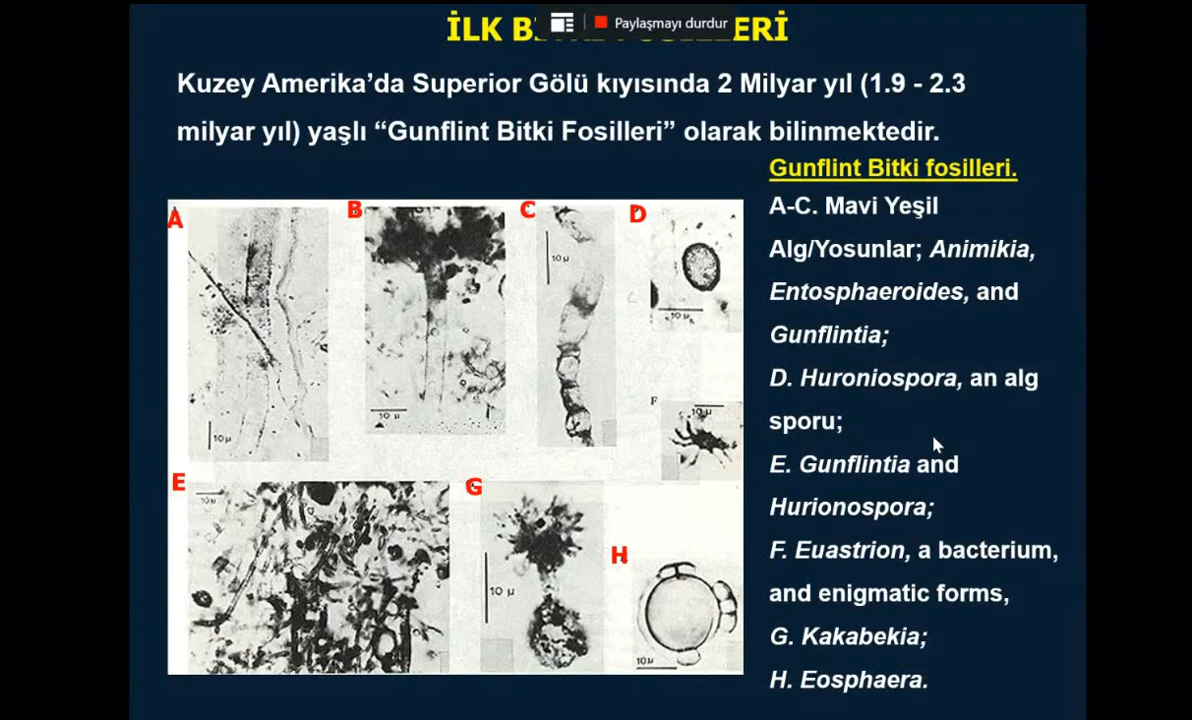 İLK BİTKİ FOSİLLERİ
Paylaşmayı durdur
Kuzey Amerika’da Superior Gölü kıyısında 2 Milyar yıl (1.9 - 2.3
milyar yıl) yaşlı “Gunflint Bitki Fosilleri” olarak bilinmektedir.
Gunflint Bitki fosilleri.
A-C. Mavi Yeşil
Alg/Yosunlar; Animikia,
Entosphaeroides, and
Gunflintia;
D. Huroniospora, an alg
sporu;
E. Gunflintia and
Hurionospora;
F. Euastrion, a bacterium,
and enigmatic forms,
G. Kakabekia;
H. Eosphaera.
A
10 μ
B
10 μ
C
10 μ
D
10 μ
F
10 μ
E
10 μ
G
10 μ
H
10 μ